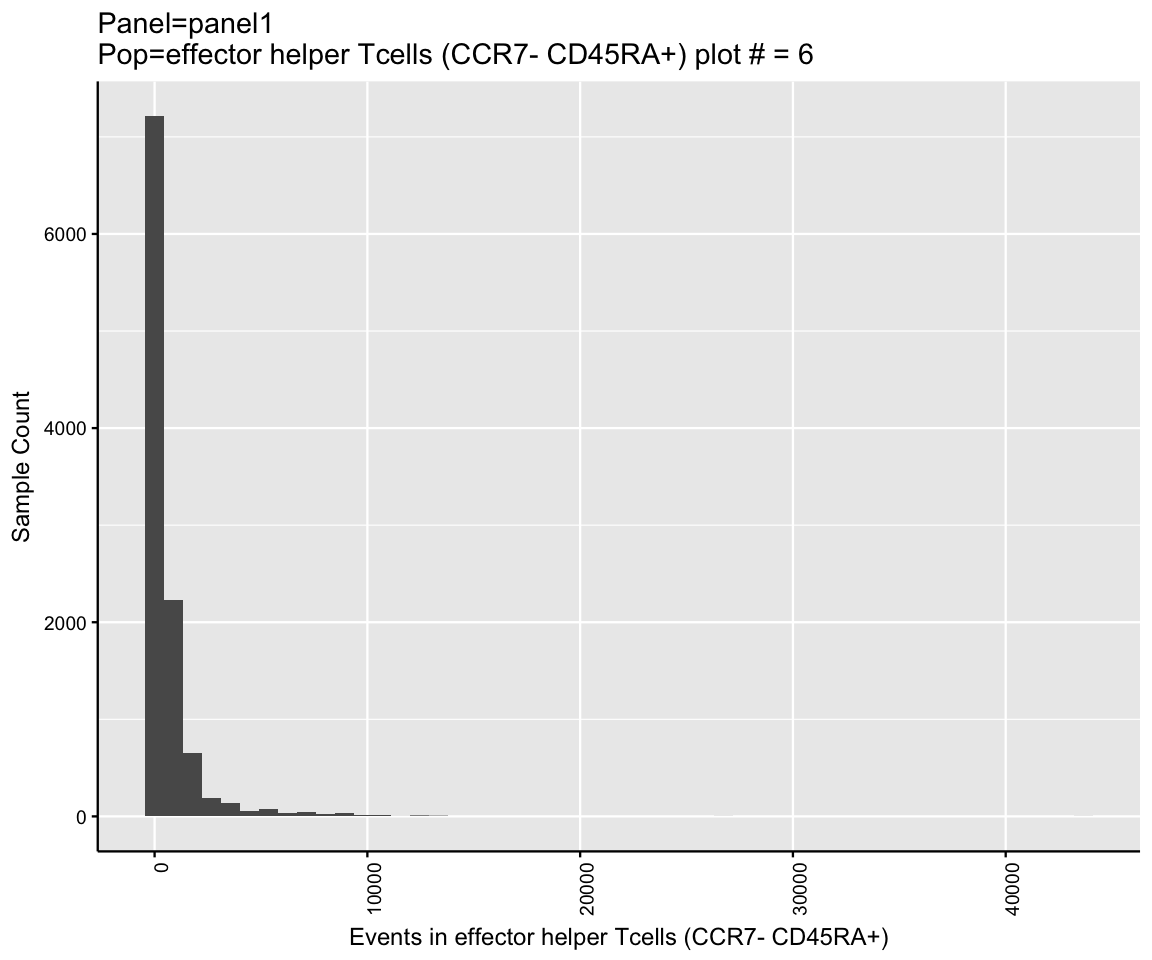 Panel=panel1
Pop=effector helper Tcells (CCR7- CD45RA+) plot # = 6
Sample Count
6000
4000
2000
0
0
10000
20000
30000
40000
Events in effector helper Tcells (CCR7- CD45RA+)